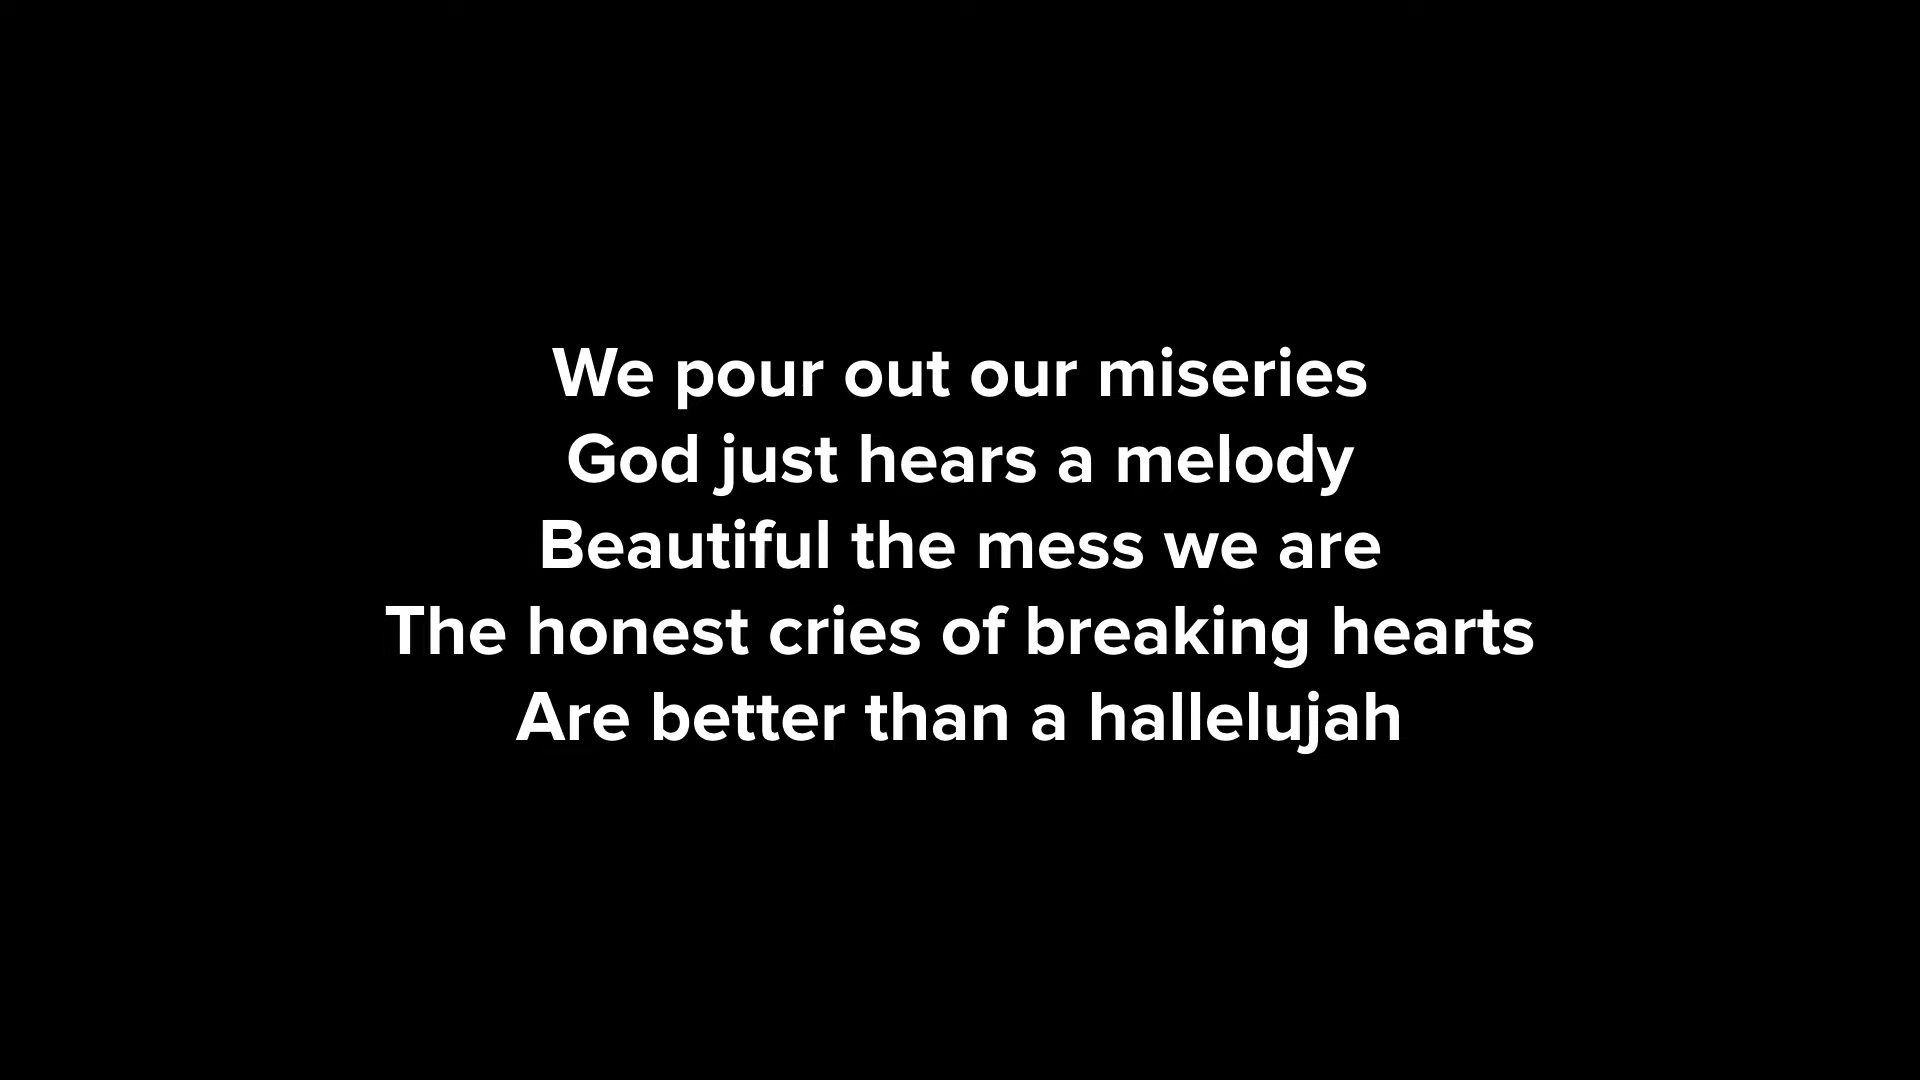 We pour out our miseries
God just hears a melody
Beautiful the mess we are
The honest cries of breaking hearts
Are better than a hallelujah